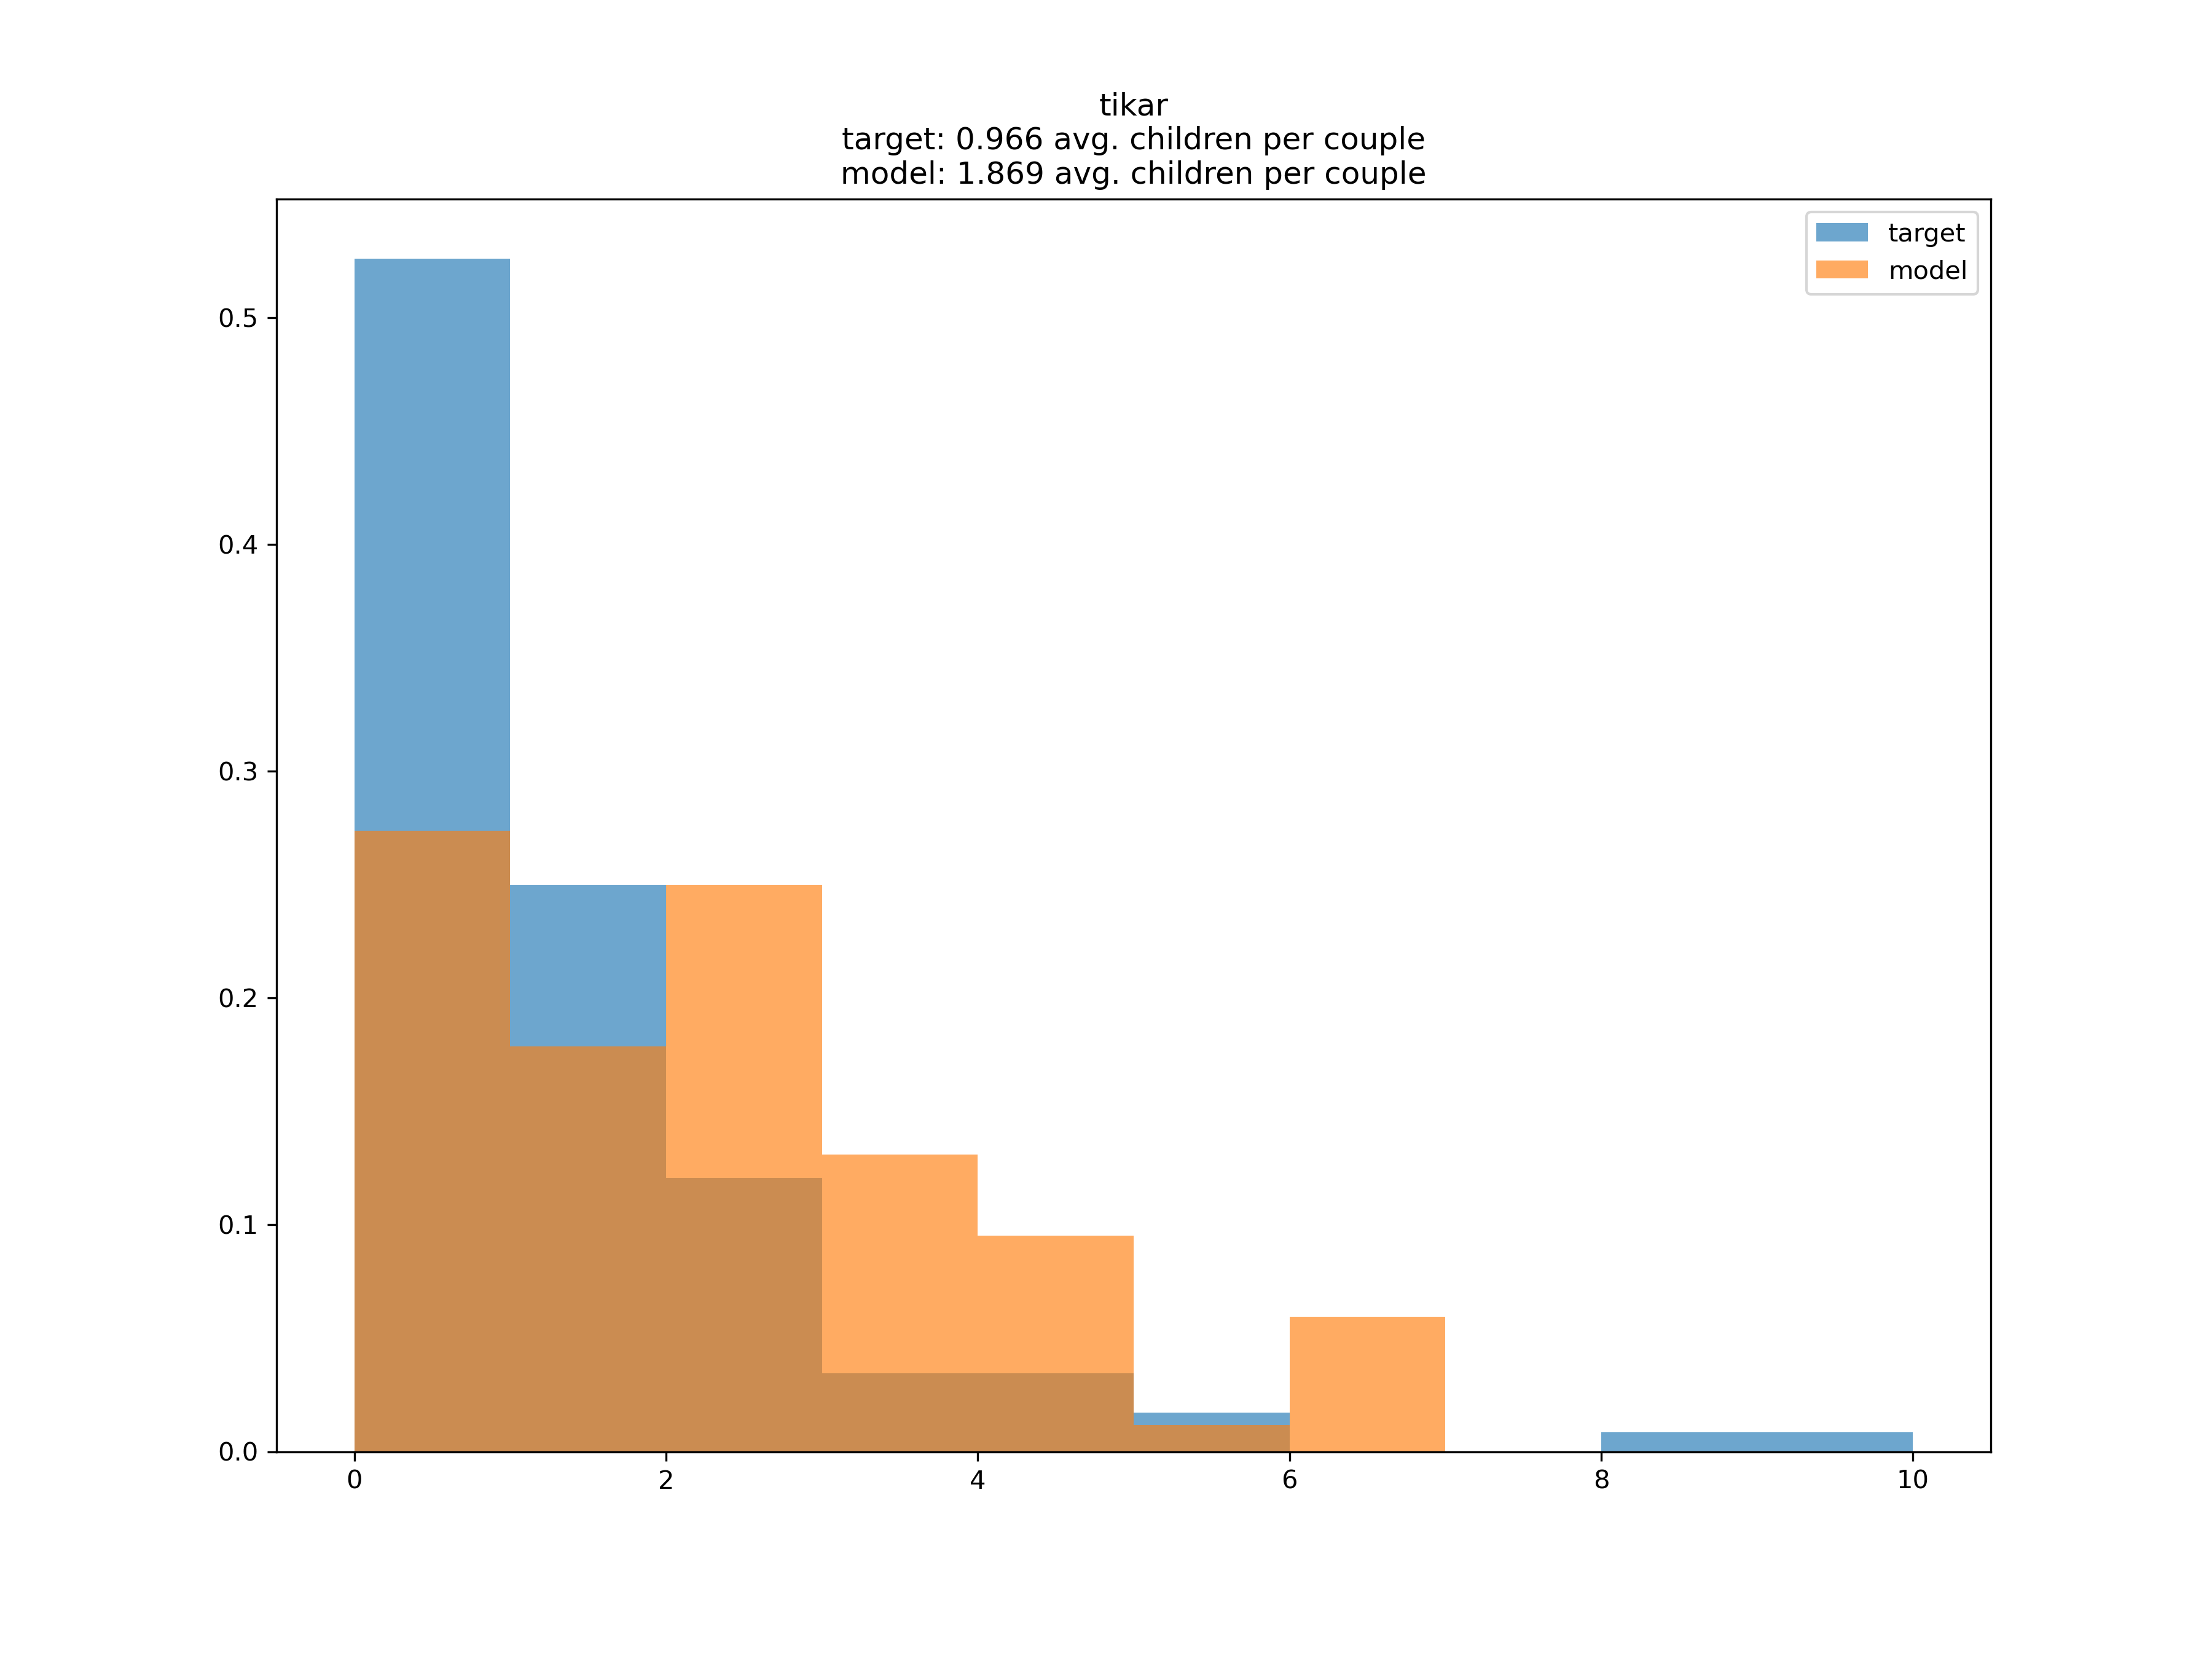 tikar
target: 0.966 avg. children per couple
model: 1.869 avg. children per couple
target
model
0.5
0.4
0.3
0.2
0.1
0.0
0 2 4 6 8 10